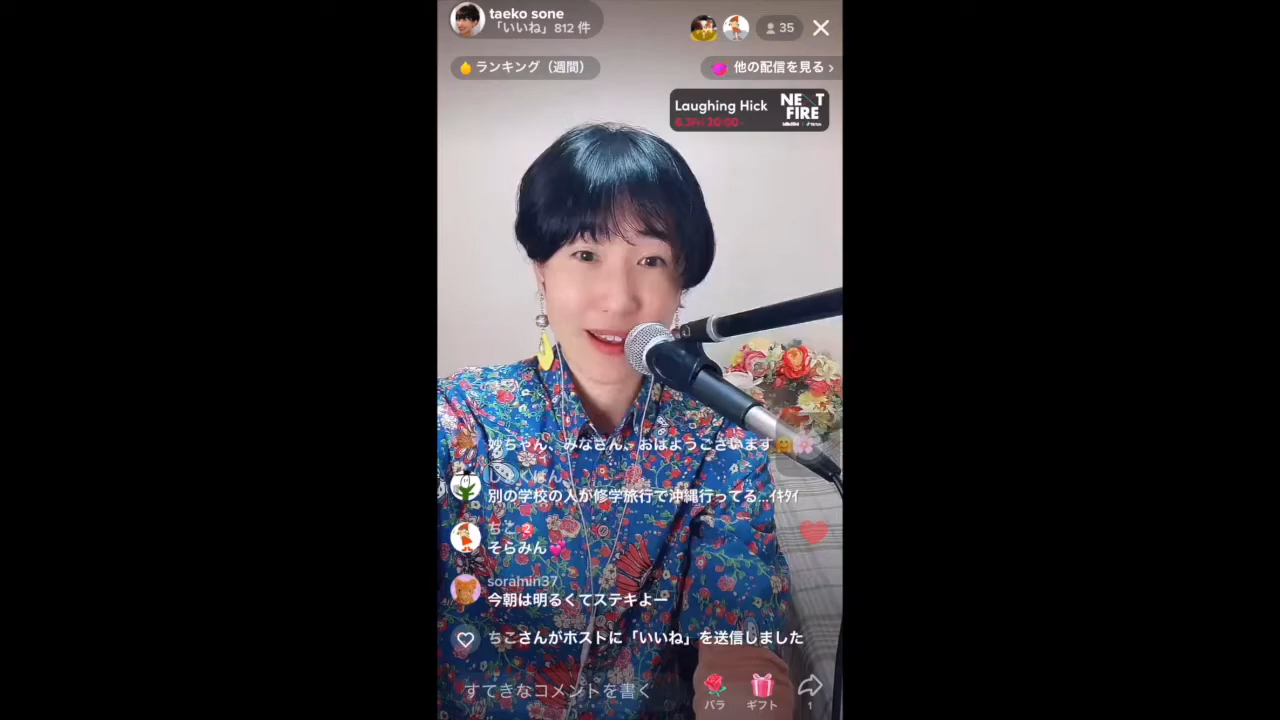 taeko sone
「いいね」812 件
35
ランキング（週間）
他の配信を見る ›
Laughing Hick
NEXT
FIRE
妙ちゃん、みなさん、おはようございます🤗🌸
別の学校の人が修学旅行で沖縄行ってる...ｲｷﾀｲ
ちこ
2
そらみん💞
soramin37
今朝は明るくてステキよー
ちこさんがホストに「いいね」を送信しました
すてきなコメントを書く
バラ
ギフト
1